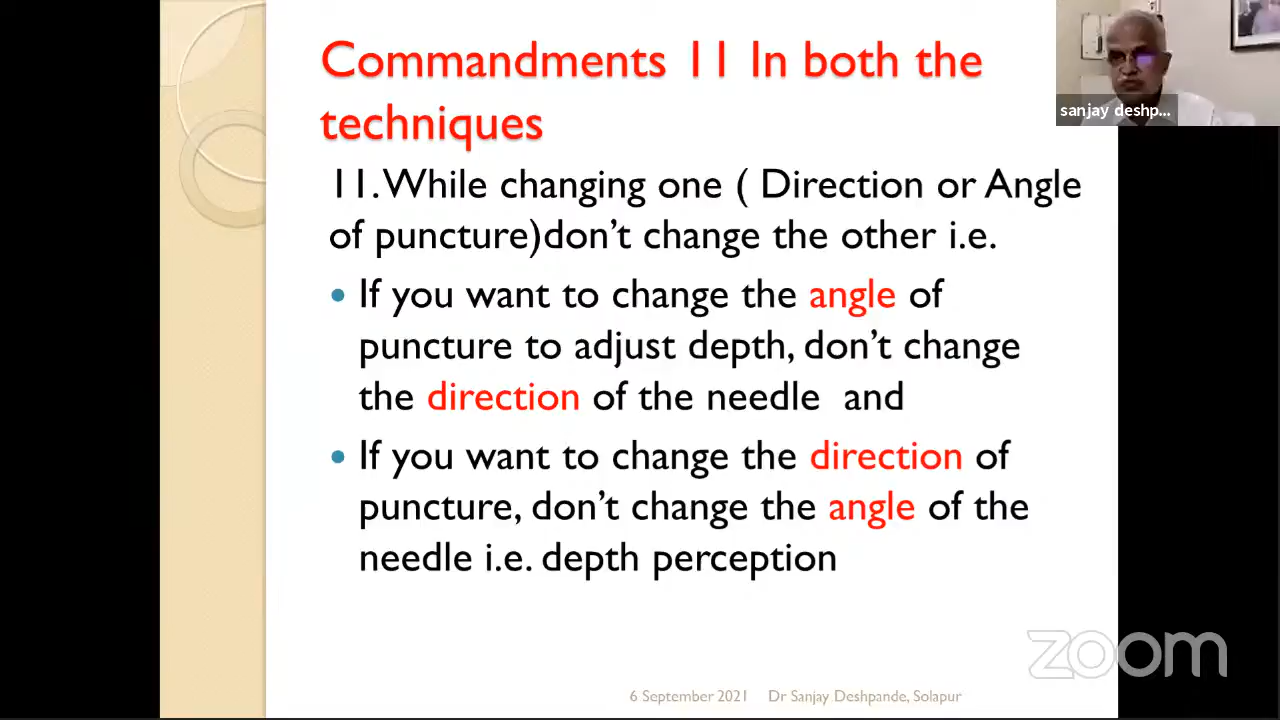 Commandments 11 In both the
techniques
sanjay deshp...
11. While changing one ( Direction or Angle
of puncture)don't change the other i.e.
• If you want to change the angle of
puncture to adjust depth, don't change
the direction of the needle and
• If you want to change the direction of
puncture, don't change the angle of the
needle i.e. depth perception
zoom
6 September 2021 Dr Sanjay Deshpande, Solapur